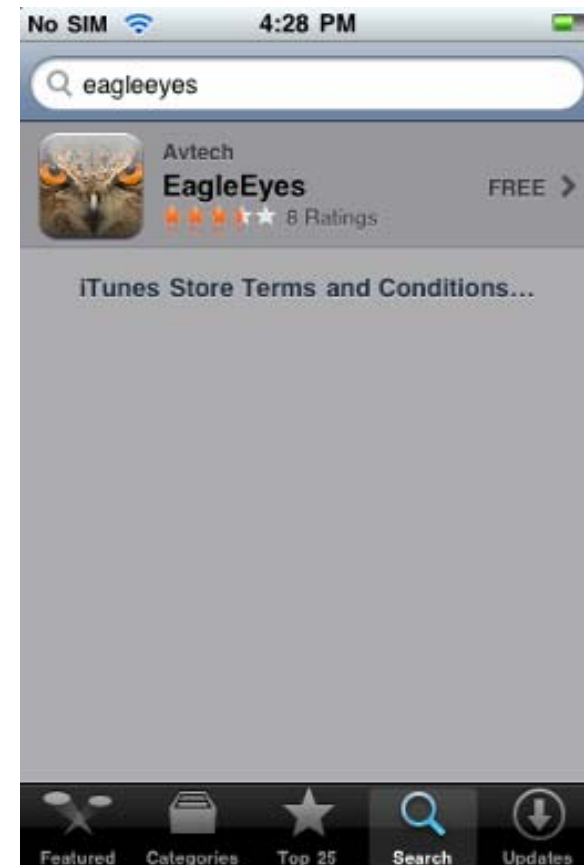 No SIM 4:28 PM
eagleeyes
Avtech
EagleEyes
FREE
8 Ratings
iTunes Store Terms and Conditions...
Featured Categories Top 25 Search Updates